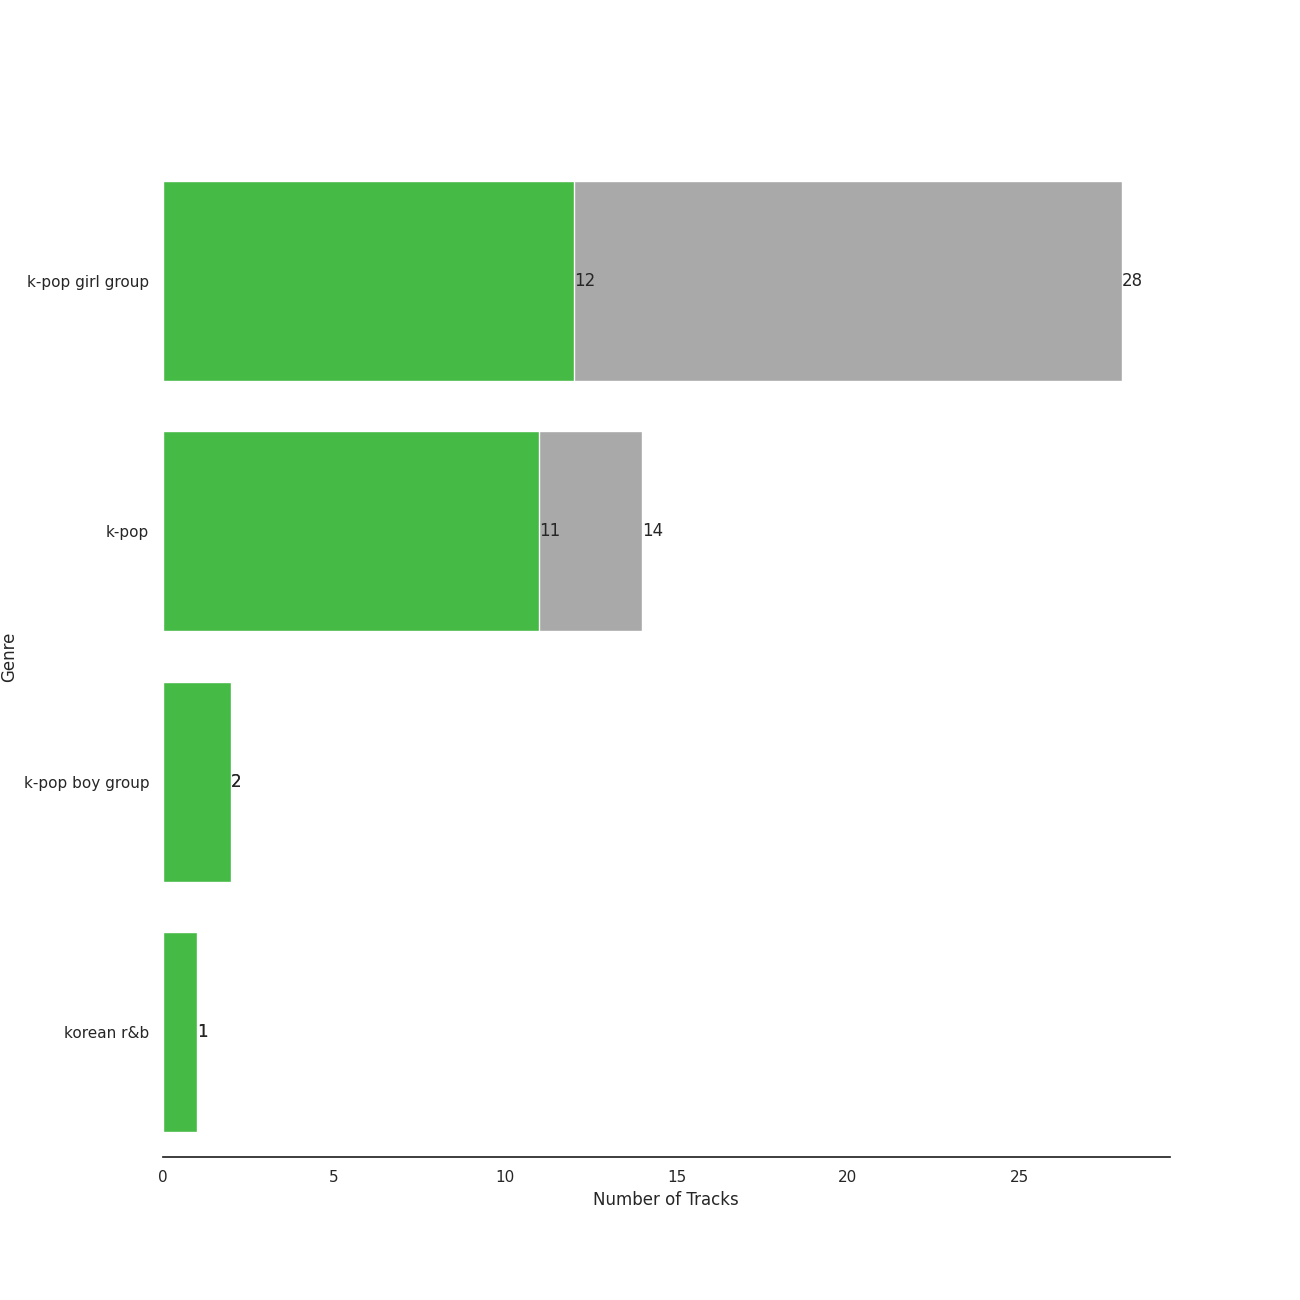 k-pop girl group
12
28
k-pop
11
14
Genre
k-pop boy group
2
korean r&b
1
0 5 10 15 20 25
Number of Tracks